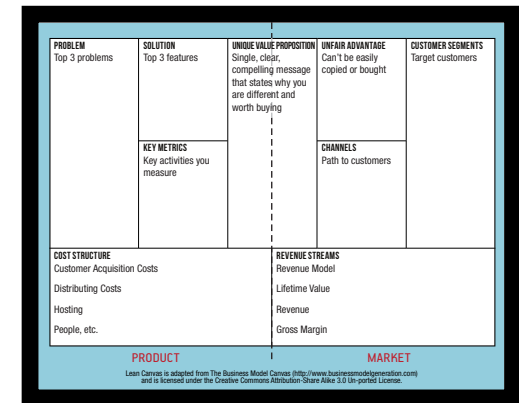 PROBLEM
Top 3 problems
SOLUTION
Top 3 features
KEY METRICS
Key activities you
measure
UNIQUE VALUE PROPOSITION
Single, clear,
compelling message
that states why you
are different and
worth buying
UNFAIR ADVANTAGE
Can't be easily
copied or bought
CHANNELS
Path to customers
CUSTOMER SEGMENTS
Target customers
COST STRUCTURE
Customer Acquisition Costs
Distributing Costs
Hosting
People, etc.
REVENUE STREAMS
Revenue Model
Lifetime Value
Revenue
Gross Margin
PRODUCT
MARKET
Lean Canvas is adapted from The Business Model Canvas (http://www.businessmodelgeneration.com)
and is licensed under the Creative Commons Attribution-Share Alike 3.0 Un-ported License.